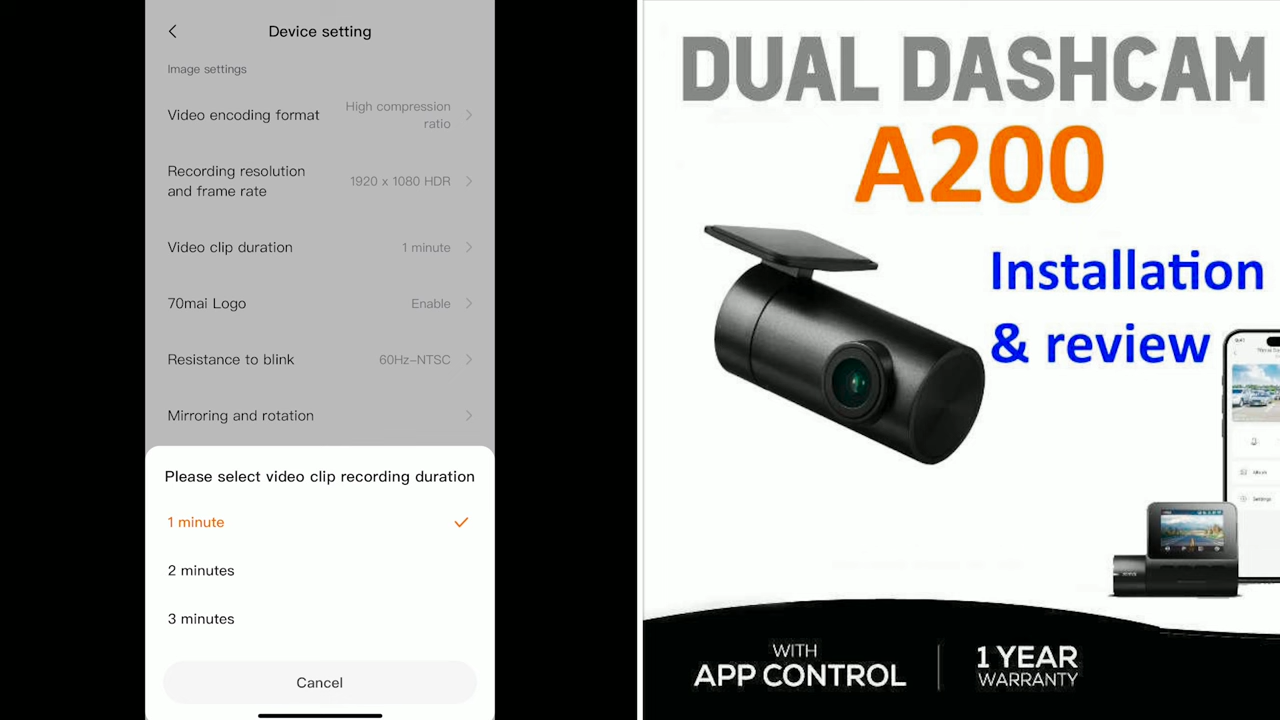 Device setting
Image settings
Video encoding format
High compression
ratio
Recording resolution
and frame rate
1920 x 1080 HDR
Video clip duration
1 minute
70mai Logo
Enable
Resistance to blink
60Hz-NTSC
Mirroring and rotation
Please select video clip recording duration
1 minute
2 minutes
3 minutes
Cancel
DUAL DASHCAM
A200
Installation
& review
Album
Settings
WITH
APP CONTROL
1 YEAR
WARRANTY